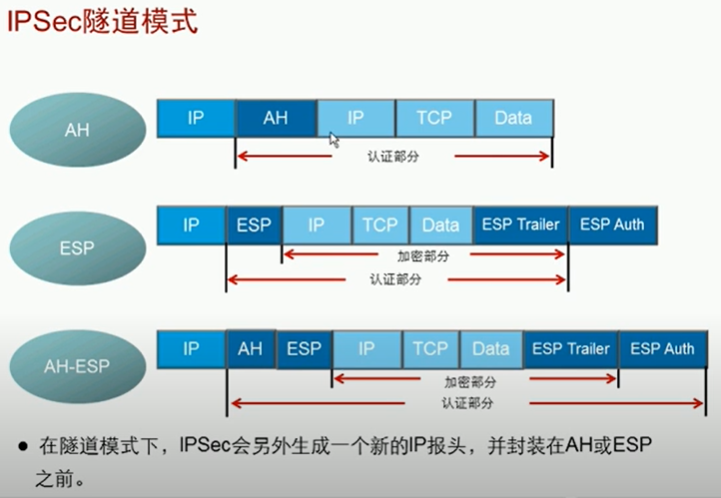 IPSec隧道模式
AH
IP AH IP TCP Data
认证部分
ESP
IP ESP IP TCP Data ESP Trailer ESP Auth
加密部分
认证部分
AH-ESP
IP AH ESP IP TCP Data ESP Trailer ESP Auth
加密部分
认证部分
● 在隧道模式下，IPSec会另外生成一个新的IP报头，并封装在AH或ESP
之前。